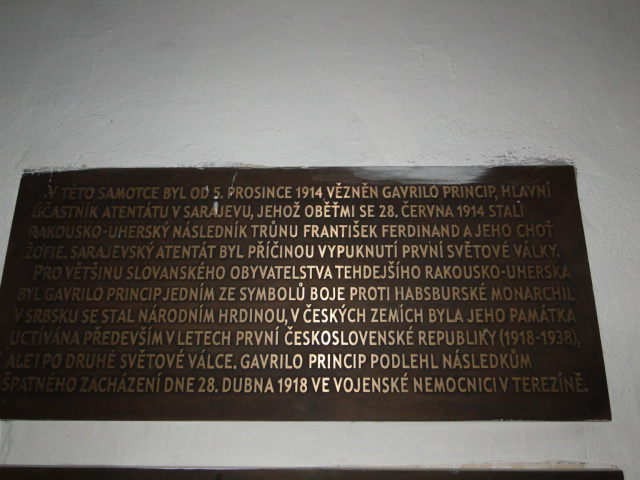 V TÉTO SAMOTCE BYL OD 5. PROSINCE 1914 VĚZNĚN GAVRILO PRINCIP, HLAVNÍ
ÚČASTNÍK ATENTÁTU V SARAJEVU, JEHOŽ OBĚŤMI SE 28. ČERVNA 1914 STALI
RAKOUSKO-UHERSKÝ NÁSLEDNÍK TRŮNU FRANTIŠEK FERDINAND A JEHO CHOŤ
ŽOFIE. SARAJEVSKÝ ATENTÁT BYL PŘÍČINOU VYPUKNUTÍ PRVNÍ SVĚTOVÉ VÁLKY.
PRO VĚTŠINU SLOVANSKÉHO OBYVATELSTVA TEHDEJŠÍHO RAKOUSKO-UHERSKA
BYL GAVRILO PRINCIP JEDNÍM ZE SYMBOLŮ BOJE PROTI HABSBURSKÉ MONARCHII.
V SRBSKU SE STAL NÁRODNÍM HRDINOU, V ČESKÝCH ZEMÍCH BYLA JEHO PAMÁTKA
UCTÍVÁNA PŘEDEVŠÍM V LETECH PRVNÍ ČESKOSLOVENSKÉ REPUBLIKY (1918-1938),
ALE I PO DRUHÉ SVĚTOVÉ VÁLCE. GAVRILO PRINCIP PODLEHL NÁSLEDKŮM
ŠPATNÉHO ZACHÁZENÍ DNE 28. DUBNA 1918 VE VOJENSKÉ NEMOCNICI V TEREZÍNĚ.